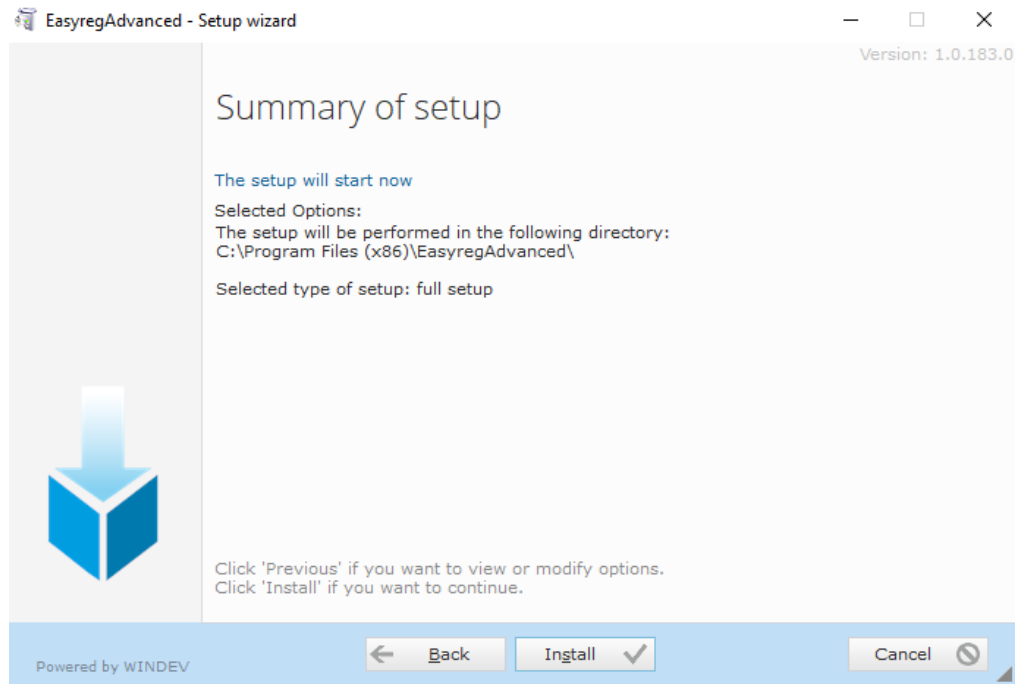 EasyregAdvanced - Setup wizard
Version: 1.0.183.0
Summary of setup
The setup will start now
Selected Options:
The setup will be performed in the following directory:
C:\Program Files (x86)\EasyregAdvanced\
Selected type of setup: full setup
Click 'Previous' if you want to view or modify options.
Click 'Install' if you want to continue.
Powered by WINDEV
Back
Install
Cancel